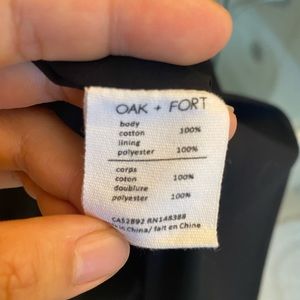 OAK + FORT
body
cotton 100%
lining
polyester 100%
corps
coton 100%
doublure
polyester 100%
CA52892 RN148388
in China/ fait en Chine